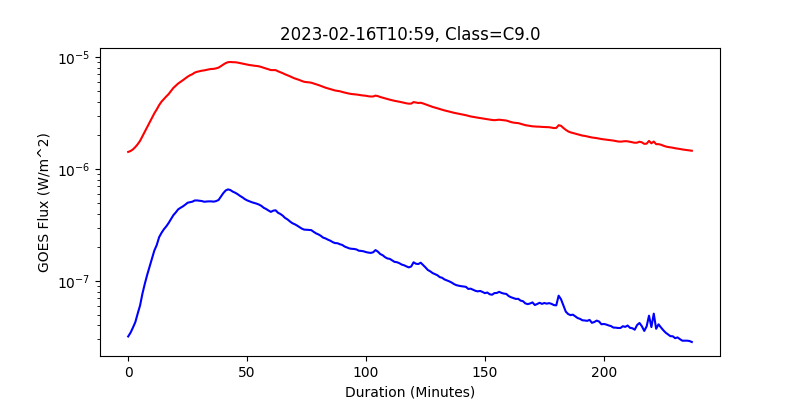 2023-02-16T10:59, Class=C9.0
GOES Flux (W/m^2)
10⁻⁵
10⁻⁶
10⁻⁷
0 50 100 150 200
Duration (Minutes)